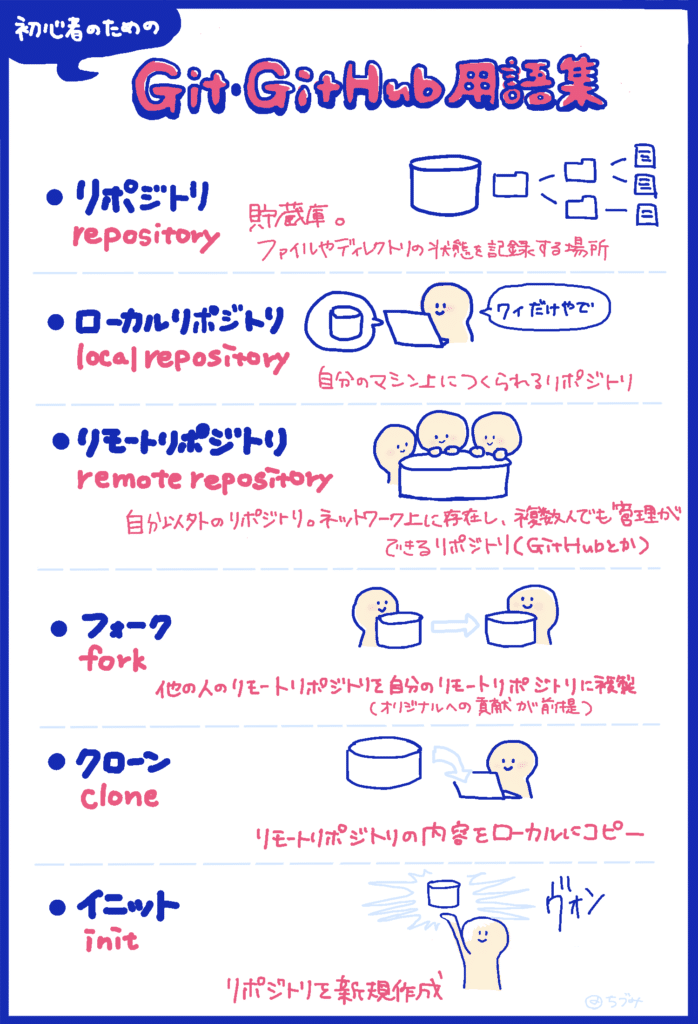 初心者のための
Git・GitHub用語集
リポジトリ
repository
貯蔵庫。
ファイルやディレクトリの状態を記録する場所
ローカルリポジトリ
local repository
ワイだけやで
自分のマシン上につくられるリポジトリ
リモートリポジトリ
remote repository
自分以外のリポジトリ。ネットワーク上に存在し、複数人でも管理が
できるリポジトリ(GitHubとか)
フォーク
fork
他の人のリモートリポジトリを自分のリモートリポジトリに複製
(オリジナルへの貢献が前提)
クローン
clone
リモートリポジトリの内容をローカルにコピー
イニット
init
ヴォン
リポジトリを新規作成
@ちづみ